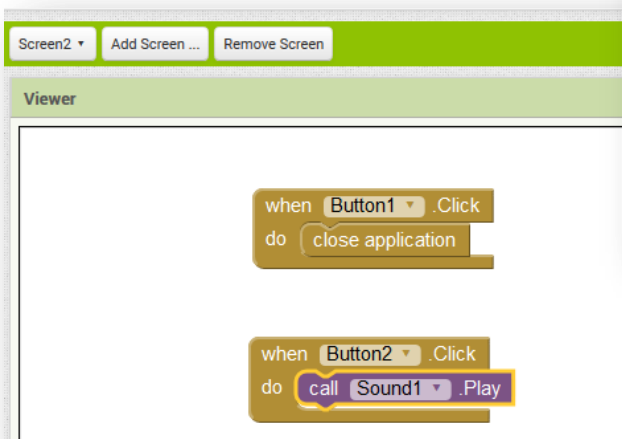 Screen2 Add Screen ... Remove Screen
Viewer
when Button1 .Click
do close application
when Button2 .Click
do call Sound1 .Play